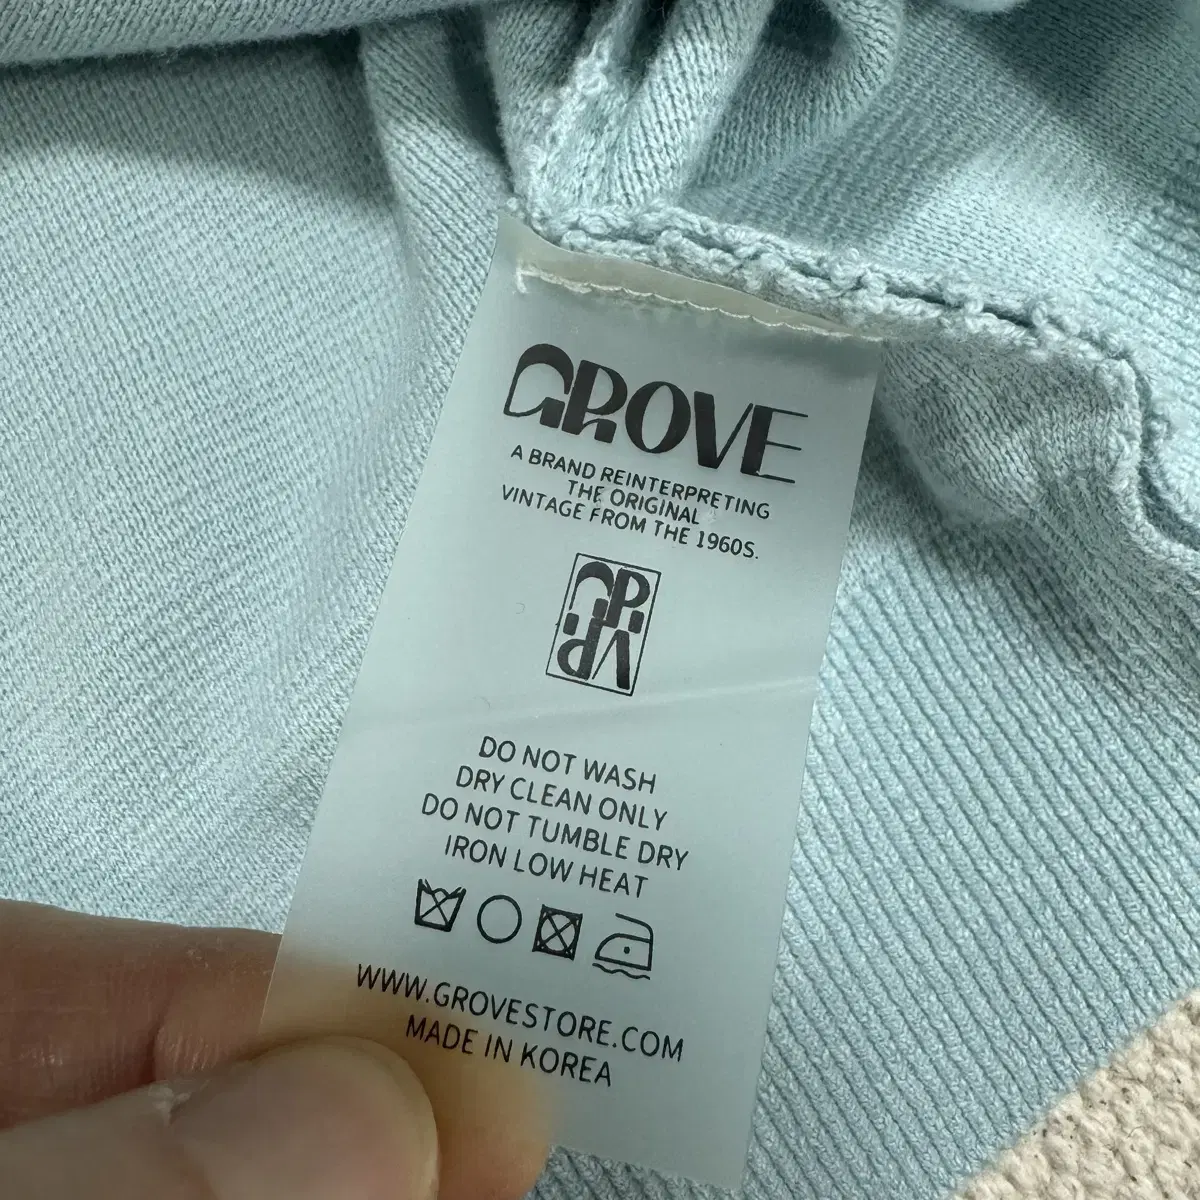 GROVE
A BRAND REINTERPRETING
THE ORIGINAL
VINTAGE FROM THE 1960S.
DO NOT WASH
DRY CLEAN ONLY
DO NOT TUMBLE DRY
IRON LOW HEAT
WWW.GROVESTORE.COM
MADE IN KOREA